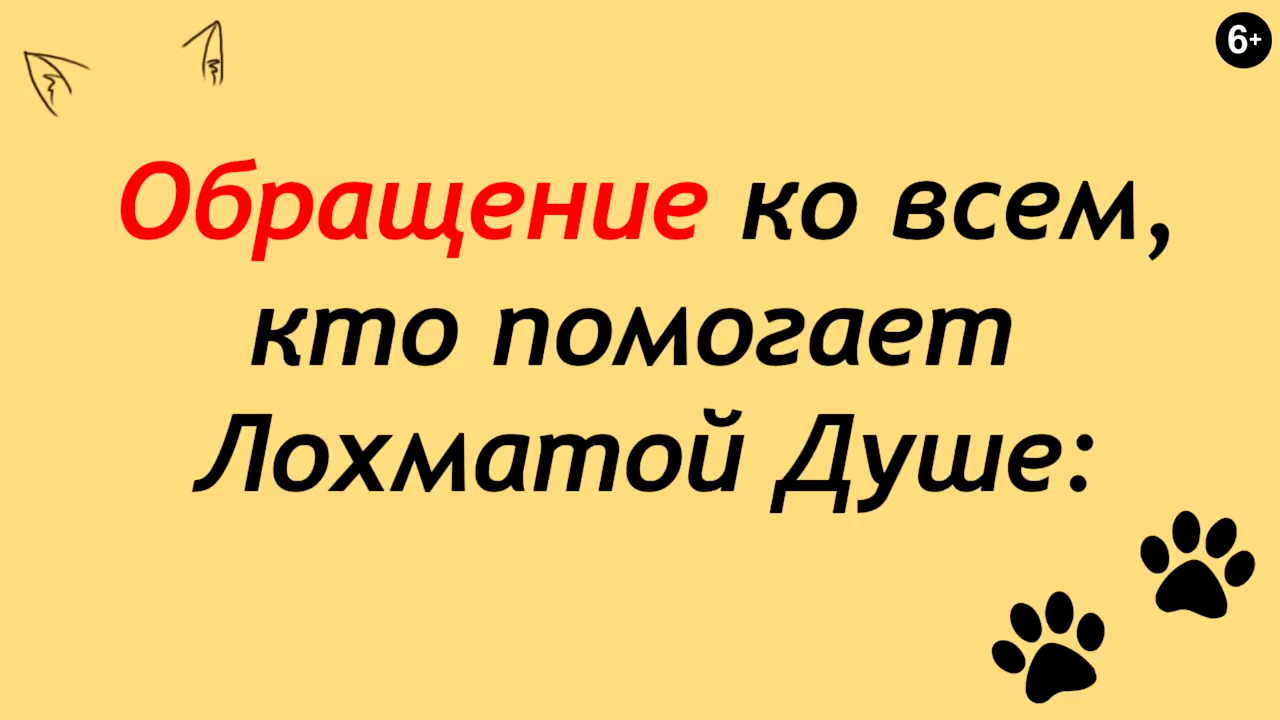 6+
Обращение ко всем,
кто помогает
Лохматой Душе: